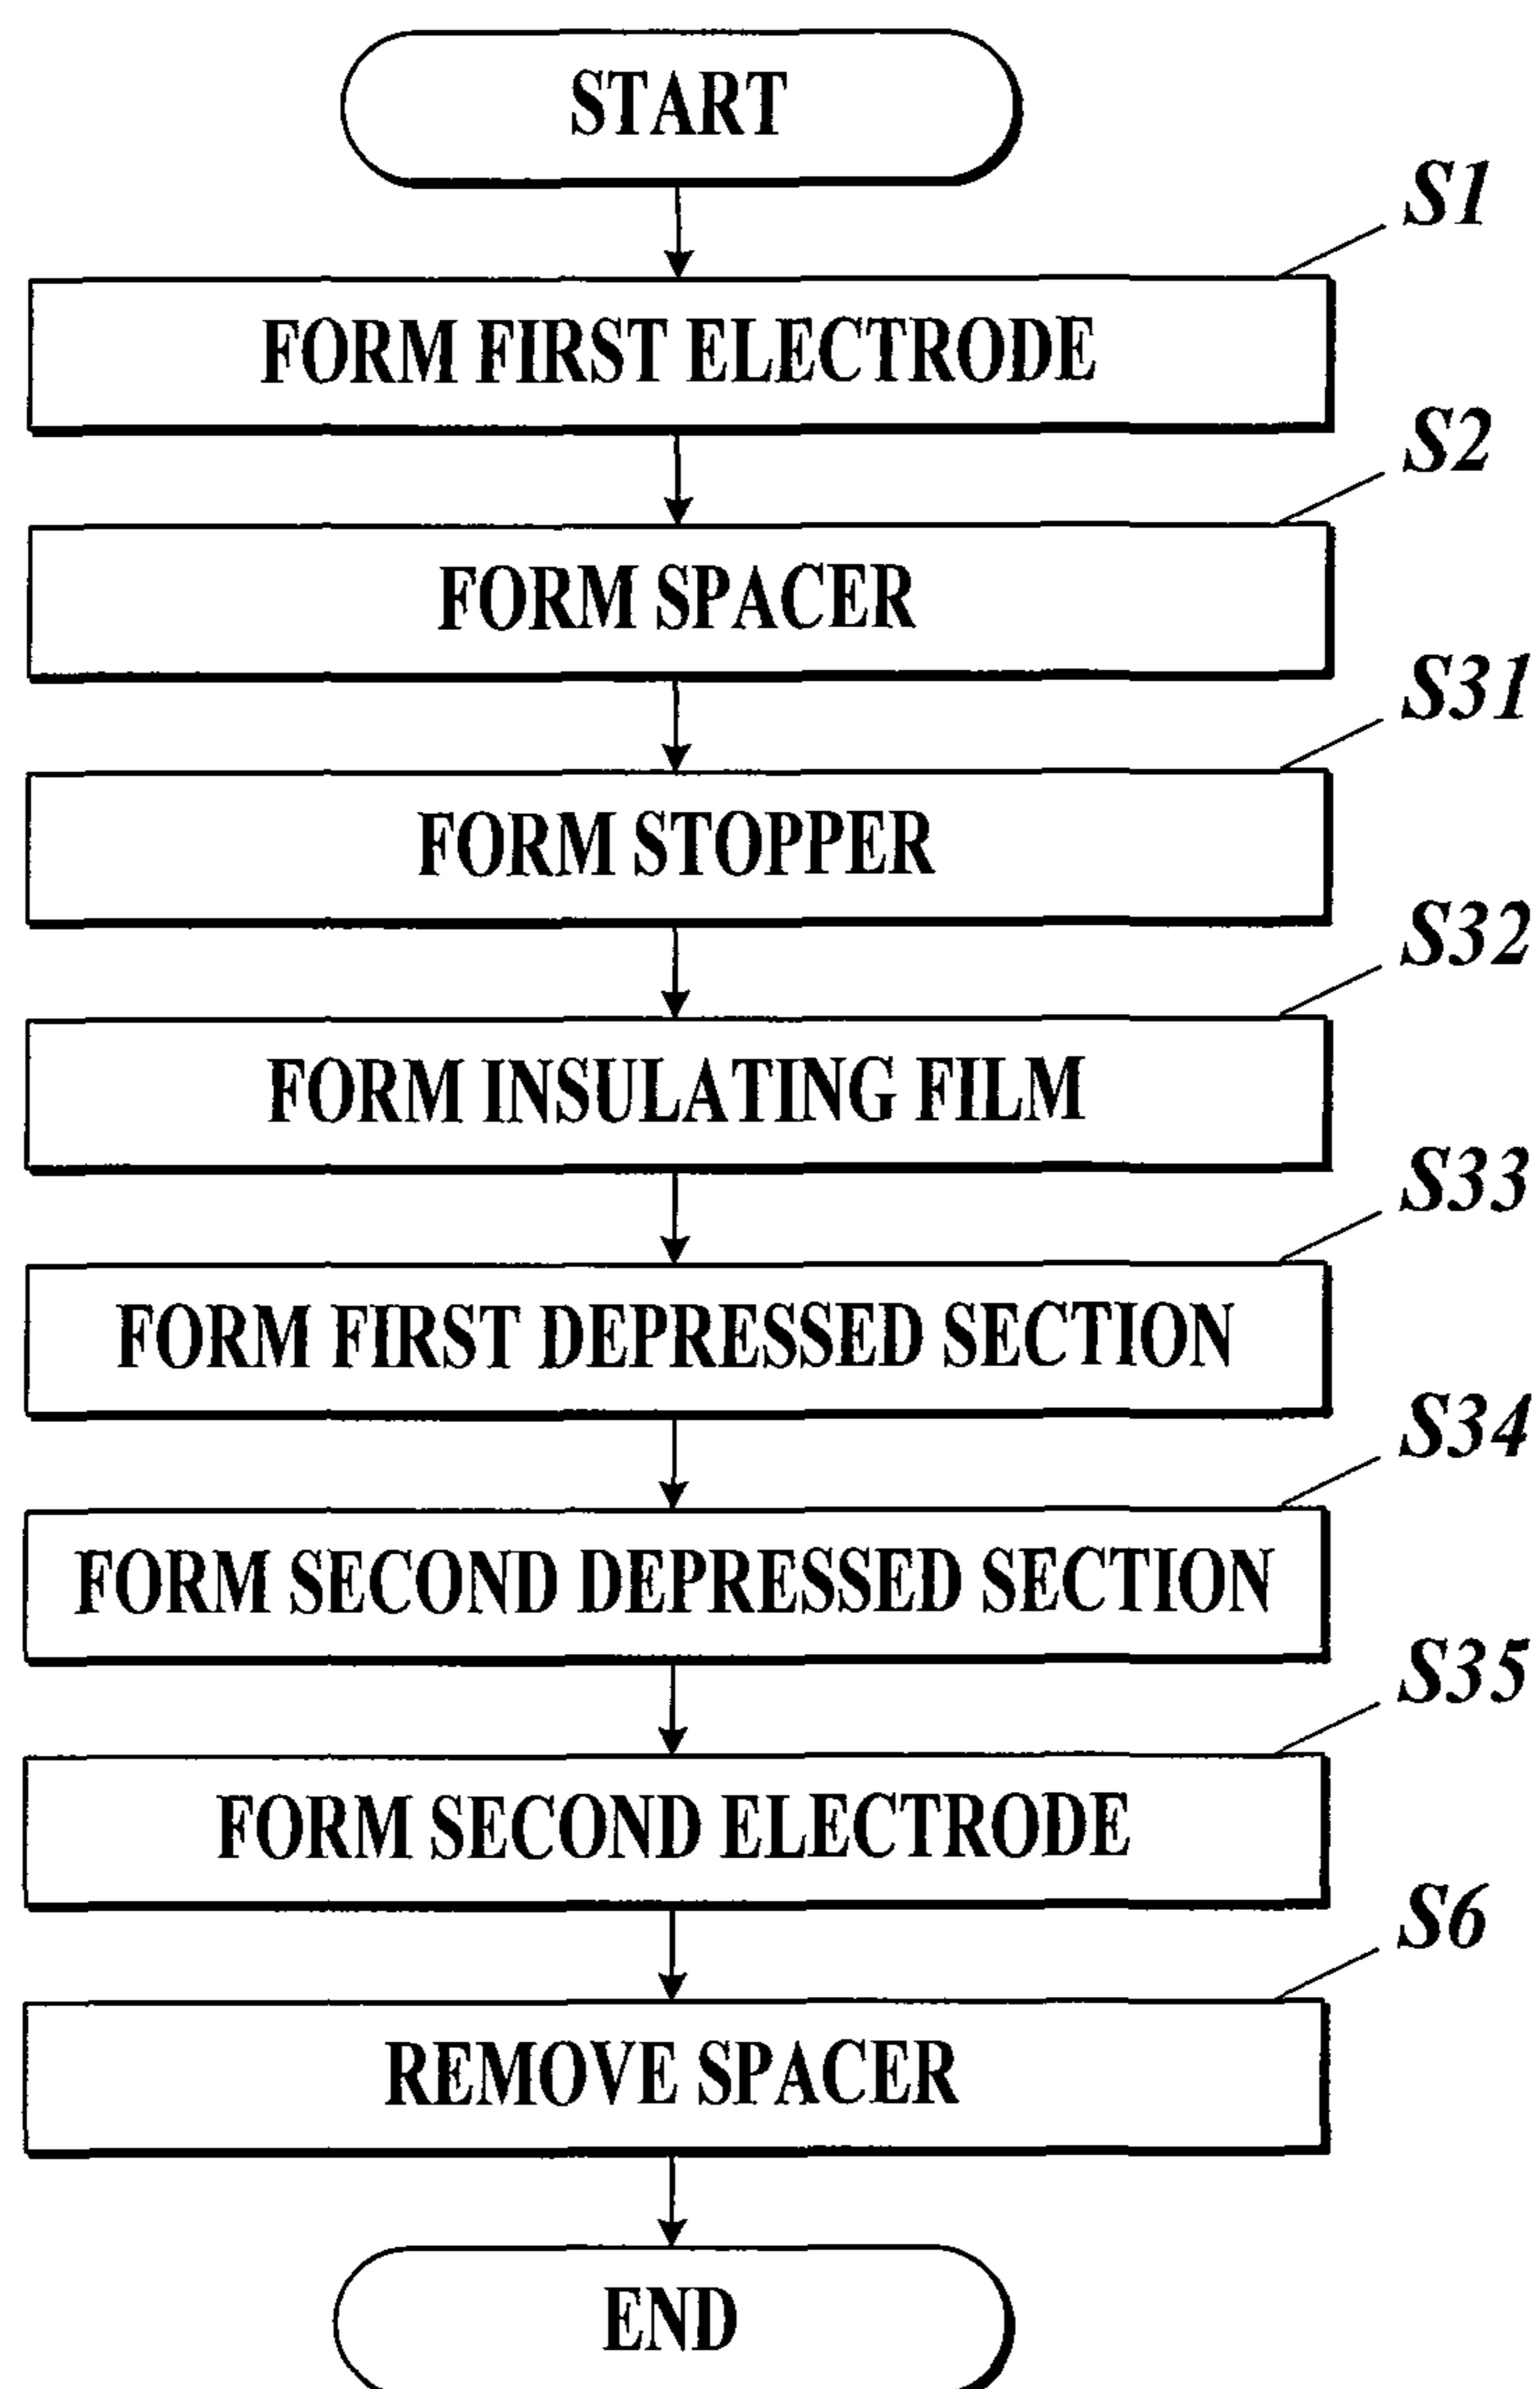 START
S1
FORM FIRST ELECTRODE
S2
FORM SPACER
S31
FORM STOPPER
S32
FORM INSULATING FILM
S33
FORM FIRST DEPRESSED SECTION
S34
FORM SECOND DEPRESSED SECTION
S35
FORM SECOND ELECTRODE
S6
REMOVE SPACER
END